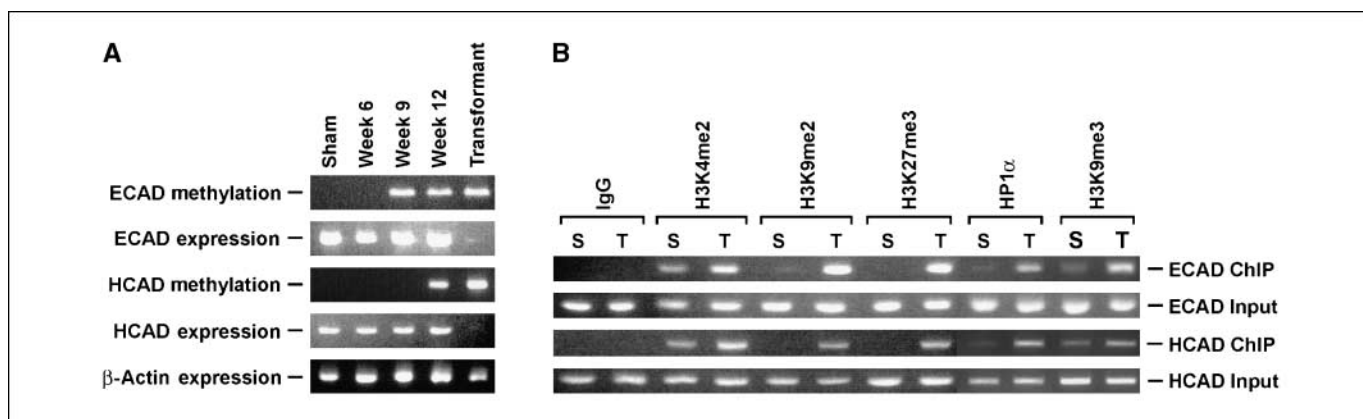 A
Sham
Week 6
Week 9
Week 12
Transformant
ECAD methylation
ECAD expression
HCAD methylation
HCAD expression
β-Actin expression
B
IgG
H3K4me2
H3K9me2
H3K27me3
HP1α
H3K9me3
S T S T S T S T S T S T
ECAD ChIP
ECAD Input
HCAD ChIP
HCAD Input